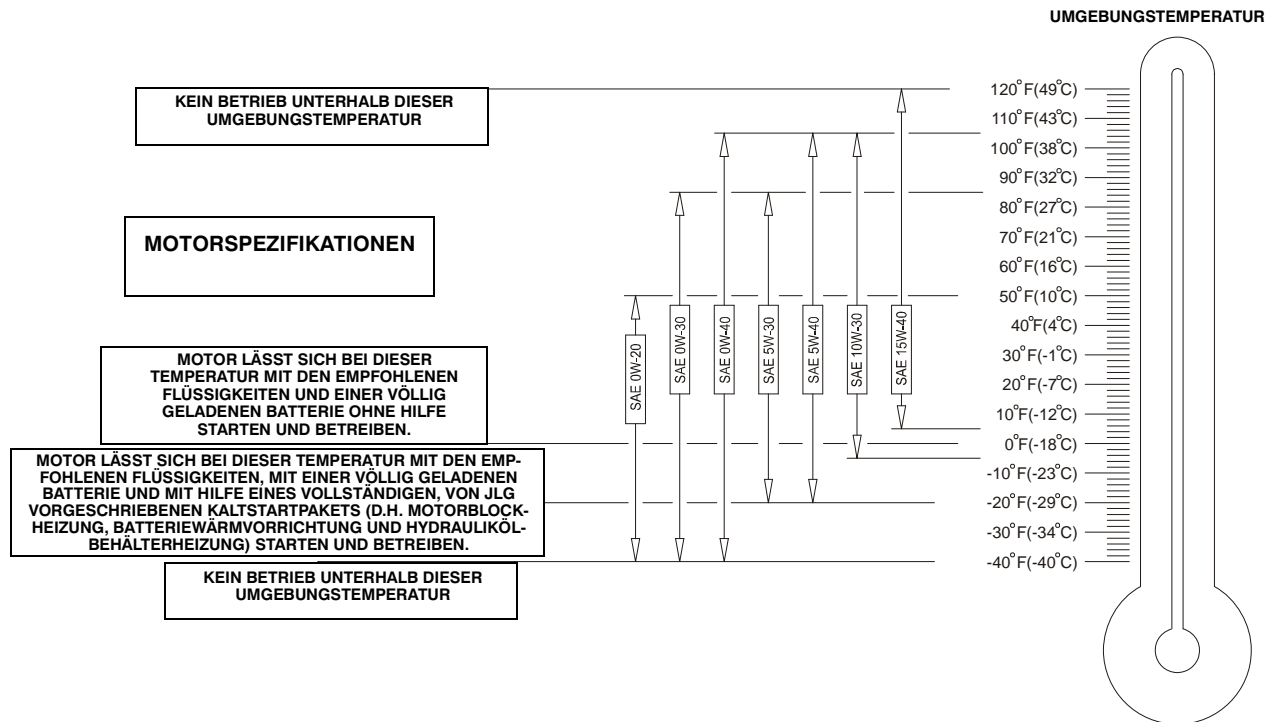 UMGEBUNGSTEMPERATUR
KEIN BETRIEB UNTERHALB DIESER
UMGEBUNGSTEMPERATUR
MOTORSPEZIFIKATIONEN
MOTOR LÄSST SICH BEI DIESER
TEMPERATUR MIT DEN EMPFOHLENEN
FLÜSSIGKEITEN UND EINER VÖLLIG
GELADENEN BATTERIE OHNE HILFE
STARTEN UND BETREIBEN.
MOTOR LÄSST SICH BEI DIESER TEMPERATUR MIT DEN EMP-
FOHLENEN FLÜSSIGKEITEN, MIT EINER VÖLLIG GELADENEN
BATTERIE UND MIT HILFE EINES VOLLSTÄNDIGEN, VON JLG
VORGESCHRIEBENEN KALTSTARTPAKETS (D.H. MOTORBLOCK-
HEIZUNG, BATTERIEWÄRMVORRICHTUNG UND HYDRAULIKÖL-
BEHÄLTERHEIZUNG) STARTEN UND BETREIBEN.
KEIN BETRIEB UNTERHALB DIESER
UMGEBUNGSTEMPERATUR
SAE 0W-20
SAE 0W-30
SAE 0W-40
SAE 5W-30
SAE 5W-40
SAE 10W-30
SAE 15W-40
120°F(49°C)
110°F(43°C)
100°F(38°C)
90°F(32°C)
80°F(27°C)
70°F(21°C)
60°F(16°C)
50°F(10°C)
40°F(4°C)
30°F(-1°C)
20°F(-7°C)
10°F(-12°C)
0°F(-18°C)
-10°F(-23°C)
-20°F(-29°C)
-30°F(-34°C)
-40°F(-40°C)